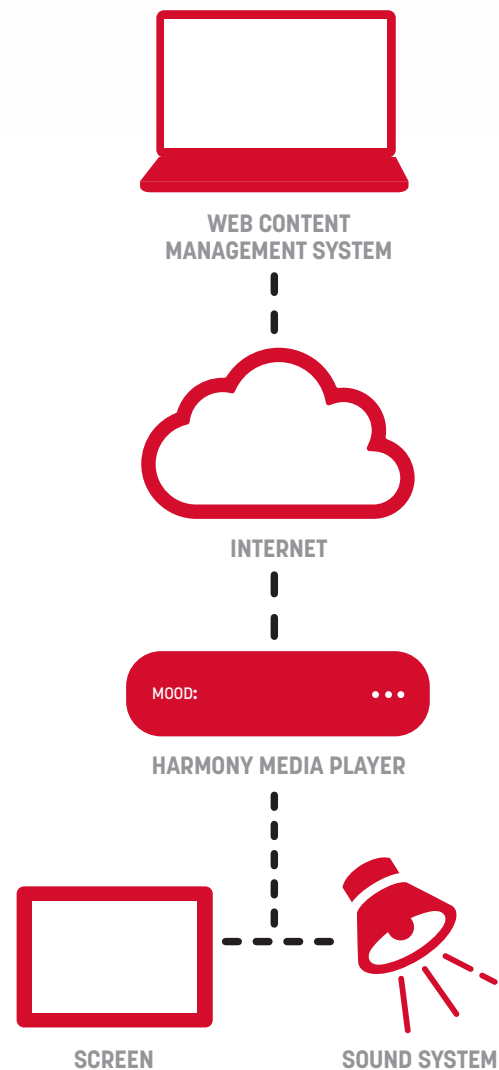 WEB CONTENT
MANAGEMENT SYSTEM
INTERNET
MOOD:
HARMONY MEDIA PLAYER
SCREEN
SOUND SYSTEM